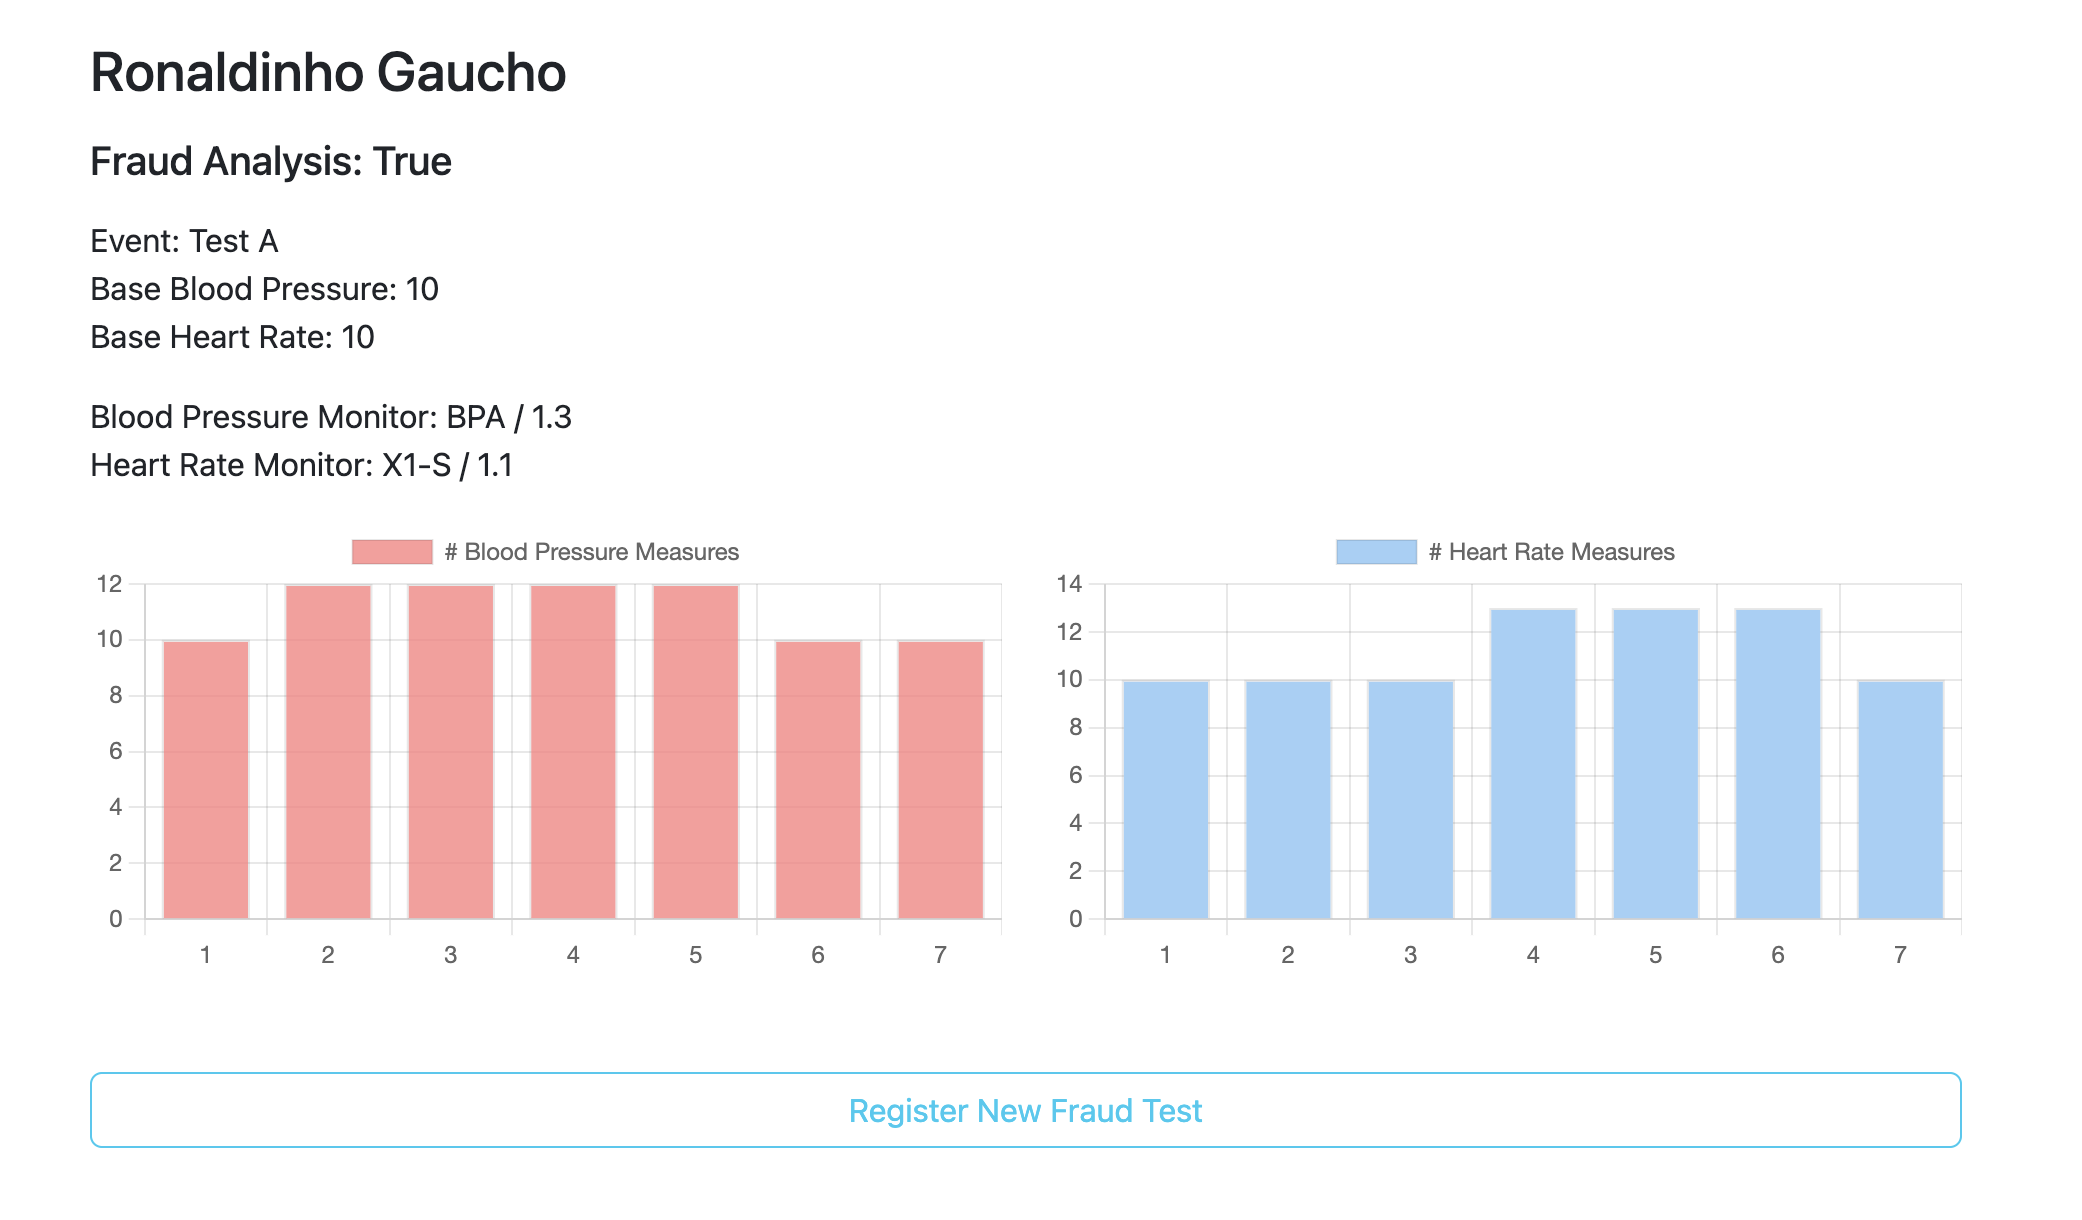 Ronaldinho Gaucho
Fraud Analysis: True
Event: Test A
Base Blood Pressure: 10
Base Heart Rate: 10
Blood Pressure Monitor: BPA / 1.3
Heart Rate Monitor: X1-S / 1.1
# Blood Pressure Measures
12
10
8
6
4
2
0
1 2 3 4 5 6 7
# Heart Rate Measures
14
12
10
8
6
4
2
0
1 2 3 4 5 6 7
Register New Fraud Test